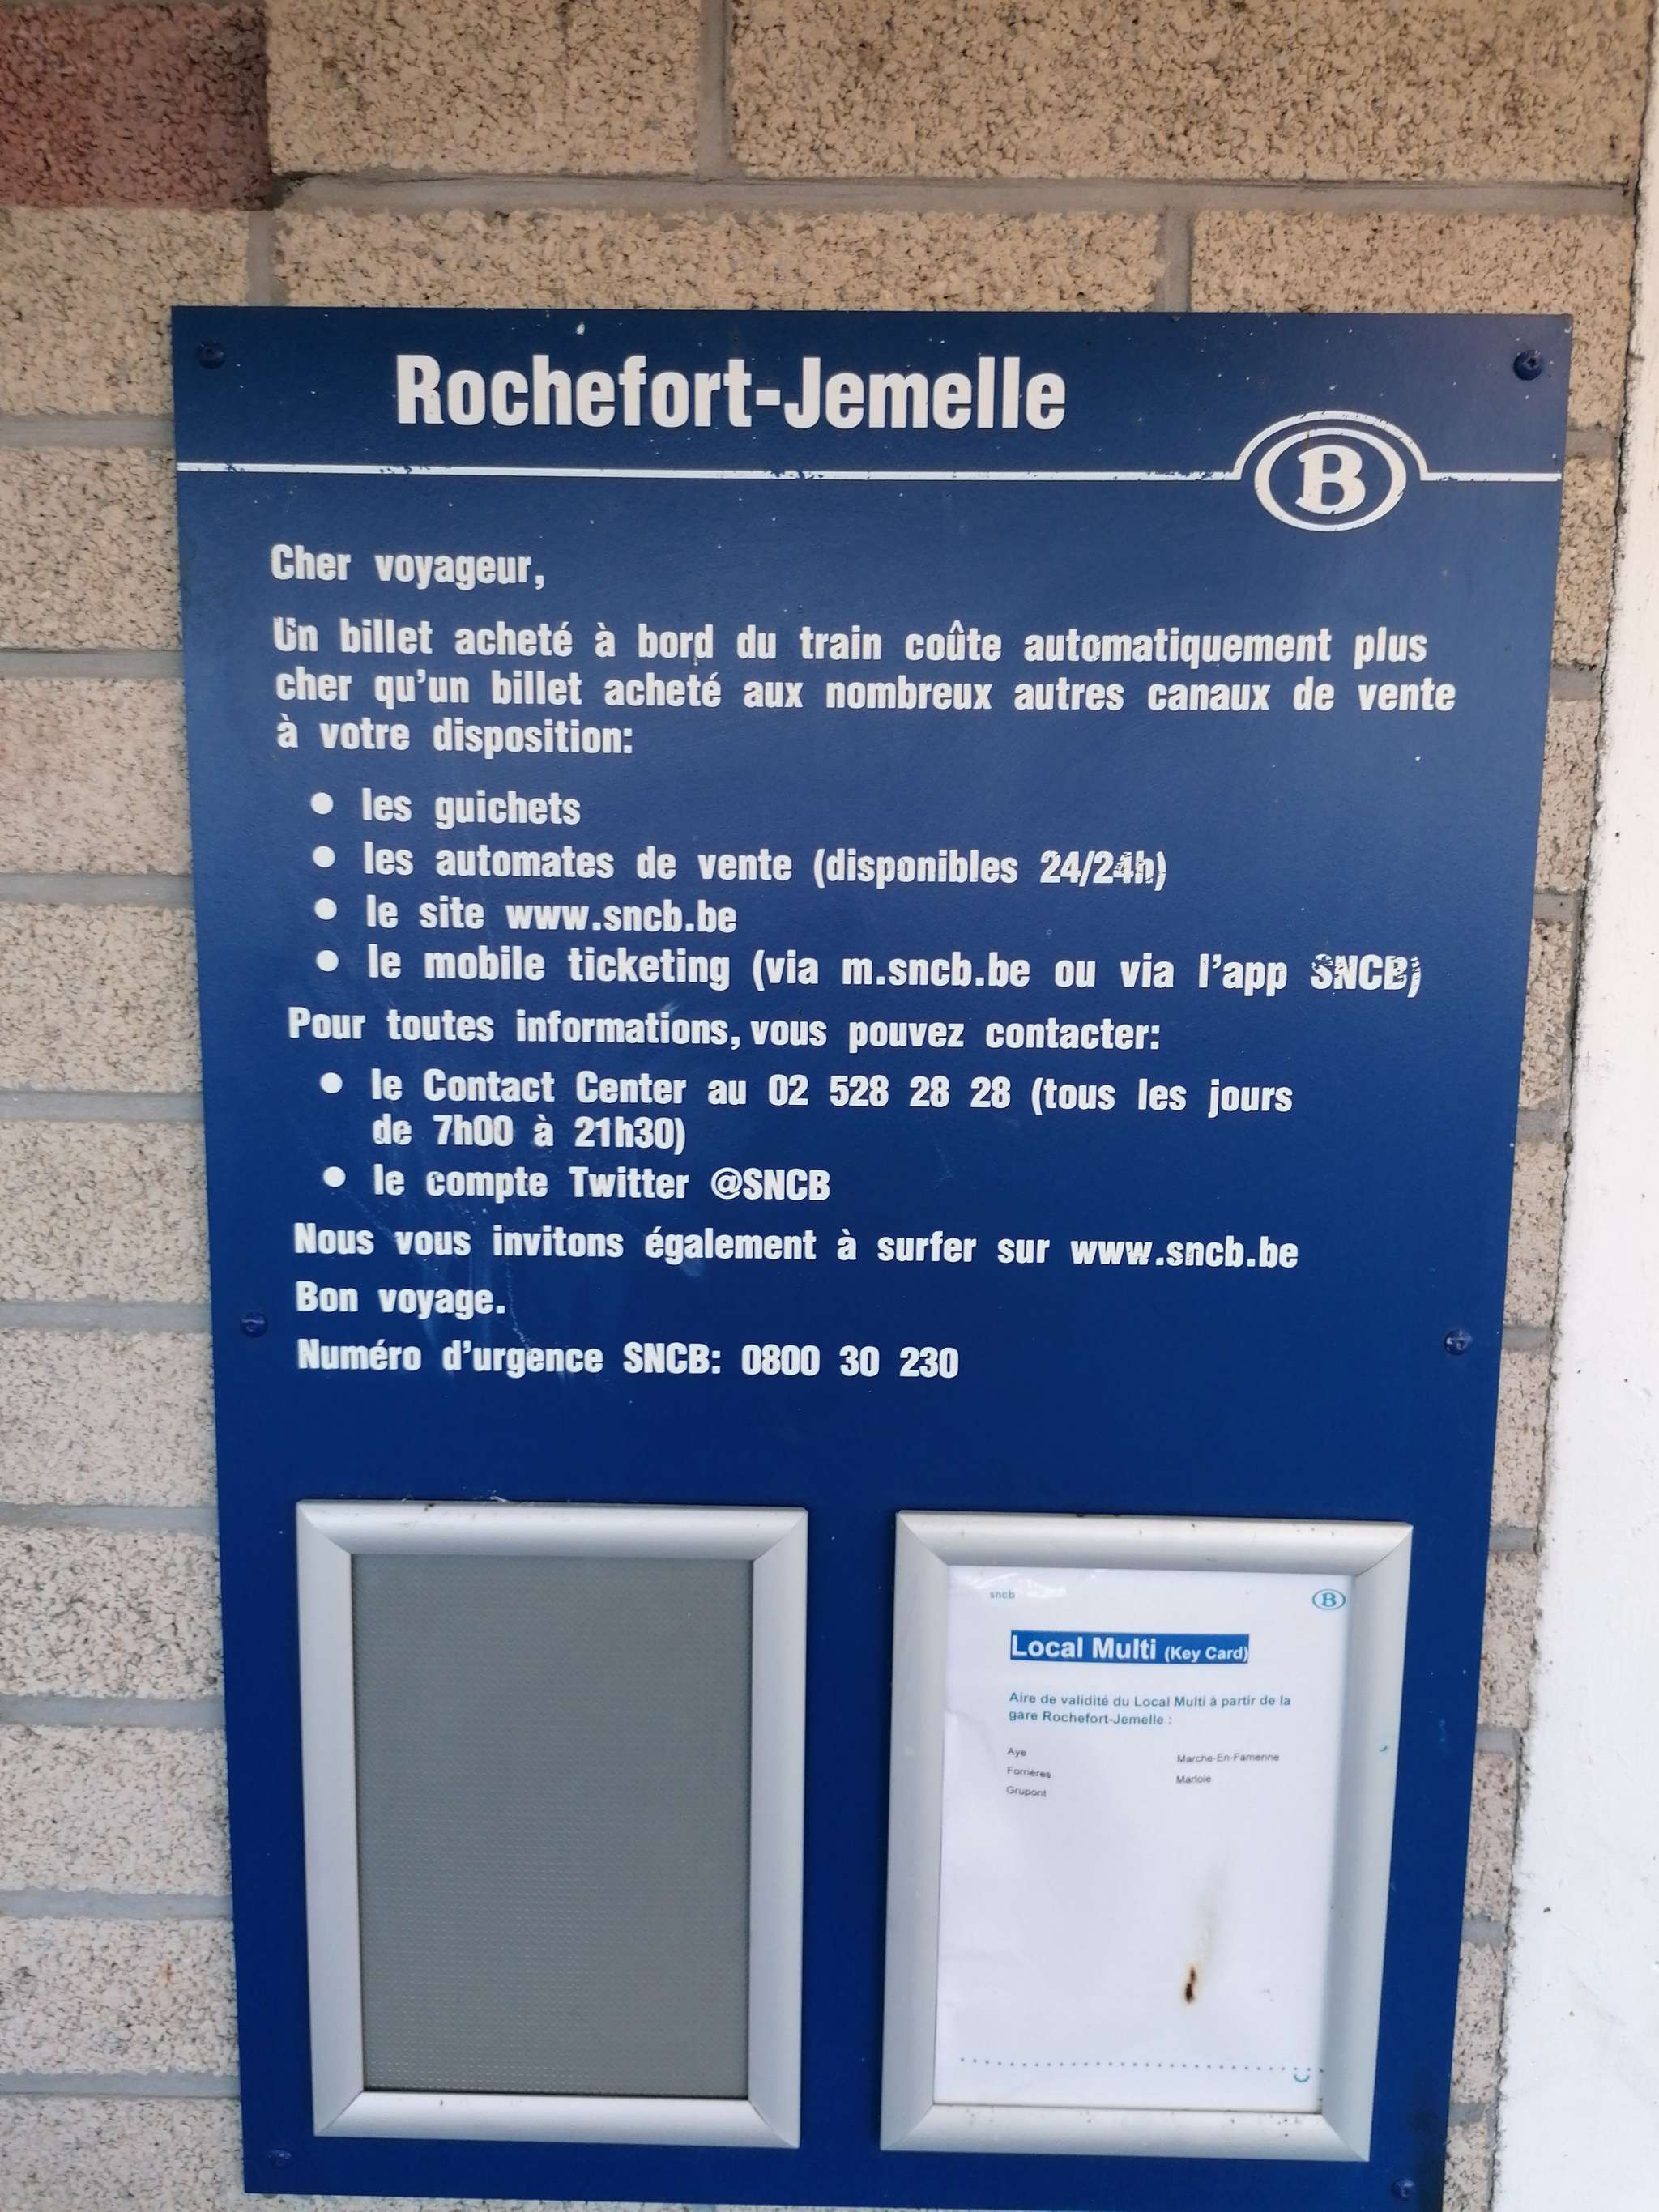 Rochefort-Jemelle
B
Cher voyageur,
Un billet acheté à bord du train coûte automatiquement plus
cher qu'un billet acheté aux nombreux autres canaux de vente
à votre disposition:
• les guichets
• les automates de vente (disponibles 24/24h)
• le site www.sncb.be
• le mobile ticketing (via m.sncb.be ou via l'app SNCB)
Pour toutes informations, vous pouvez contacter:
• le Contact Center au 02 528 28 28 (tous les jours
de 7h00 à 21h30)
• le compte Twitter @SNCB
Nous vous invitons également à surfer sur www.sncb.be
Bon voyage.
Numéro d'urgence SNCB: 0800 30 230
sncb
B
Local Multi (Key Card)
Aire de validité du Local Multi à partir de la
gare Rochefort-Jemelle :
Aye
Forrières
Grupont
Marche-En-Famenne
Marloie